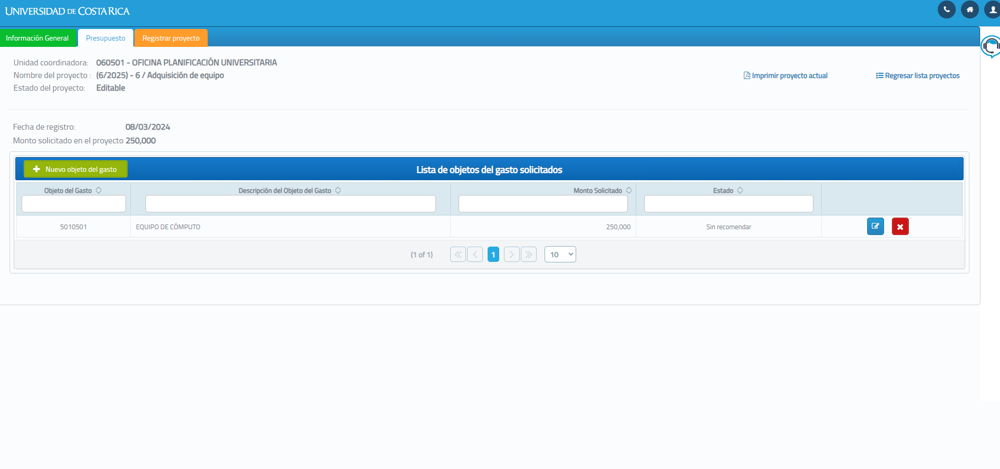 UNIVERSIDAD DE COSTA RICA
Información General Presupuesto Registrar proyecto
Unidad coordinadora: 060501 - OFICINA PLANIFICACIÓN UNIVERSITARIA
Nombre del proyecto : (6/2025) - 6 / Adquisición de equipo
Imprimir proyecto actual Regresar lista proyectos
Estado del proyecto: Editable
Fecha de registro: 08/03/2024
Monto solicitado en el proyecto 250,000
Nuevo objeto del gasto Lista de objetos del gasto solicitados
Objeto del Gasto Descripción del Objeto del Gasto Monto Solicitado Estado
5010501 EQUIPO DE CÓMPUTO 250,000 Sin recomendar
(1 of 1) 1 10